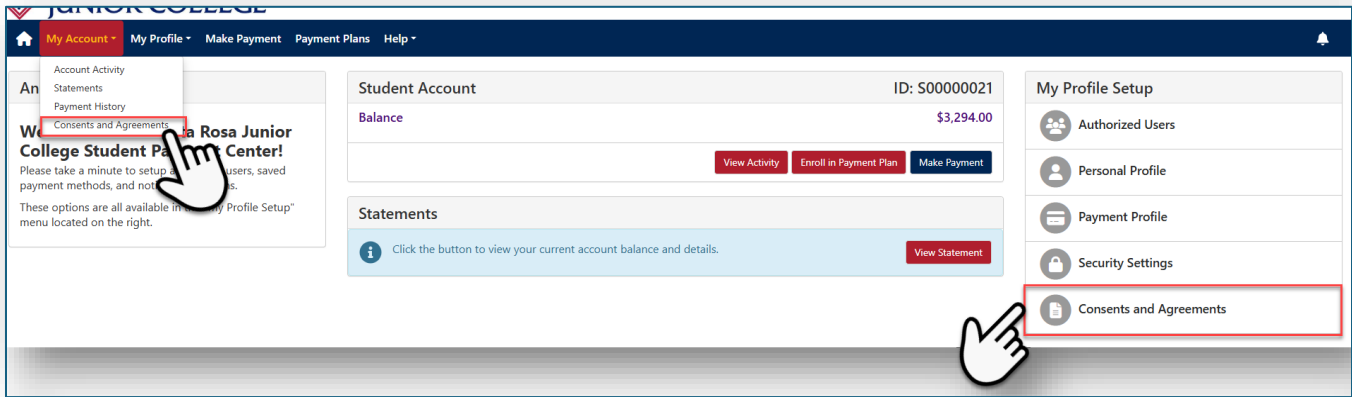 JUNIOR COLLEGE
My Account My Profile Make Payment Payment Plans Help
Account Activity
Statements
Payment History
Consents and Agreements
An
We a Rosa Junior
College Student Pa t Center!
Please take a minute to setup a users, saved
payment methods, and not s.
These options are all available in y Profile Setup"
menu located on the right.
Student Account ID: S00000021
Balance $3,294.00
View Activity Enroll in Payment Plan Make Payment
Statements
Click the button to view your current account balance and details. View Statement
My Profile Setup
Authorized Users
Personal Profile
Payment Profile
Security Settings
Consents and Agreements